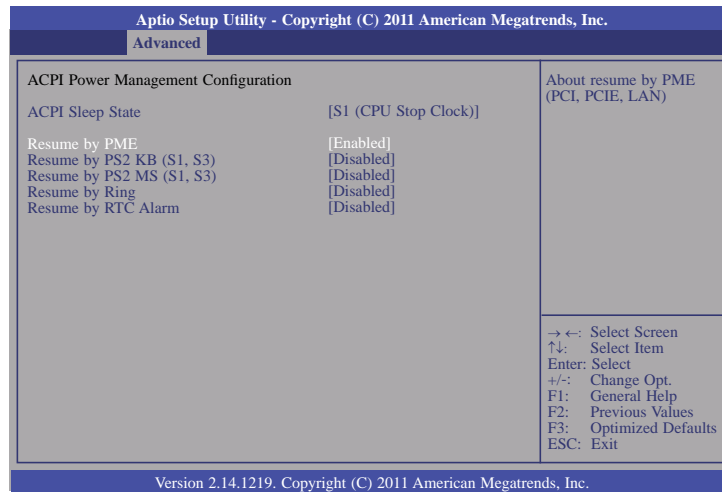 Aptio Setup Utility - Copyright (C) 2011 American Megatrends, Inc.
Advanced
ACPI Power Management Configuration
ACPI Sleep State [S1 (CPU Stop Clock)]
Resume by PME [Enabled]
Resume by PS2 KB (S1, S3) [Disabled]
Resume by PS2 MS (S1, S3) [Disabled]
Resume by Ring [Disabled]
Resume by RTC Alarm [Disabled]
About resume by PME
(PCI, PCIE, LAN)
→ ←: Select Screen
↑↓: Select Item
Enter: Select
+/-: Change Opt.
F1: General Help
F2: Previous Values
F3: Optimized Defaults
ESC: Exit
Version 2.14.1219. Copyright (C) 2011 American Megatrends, Inc.